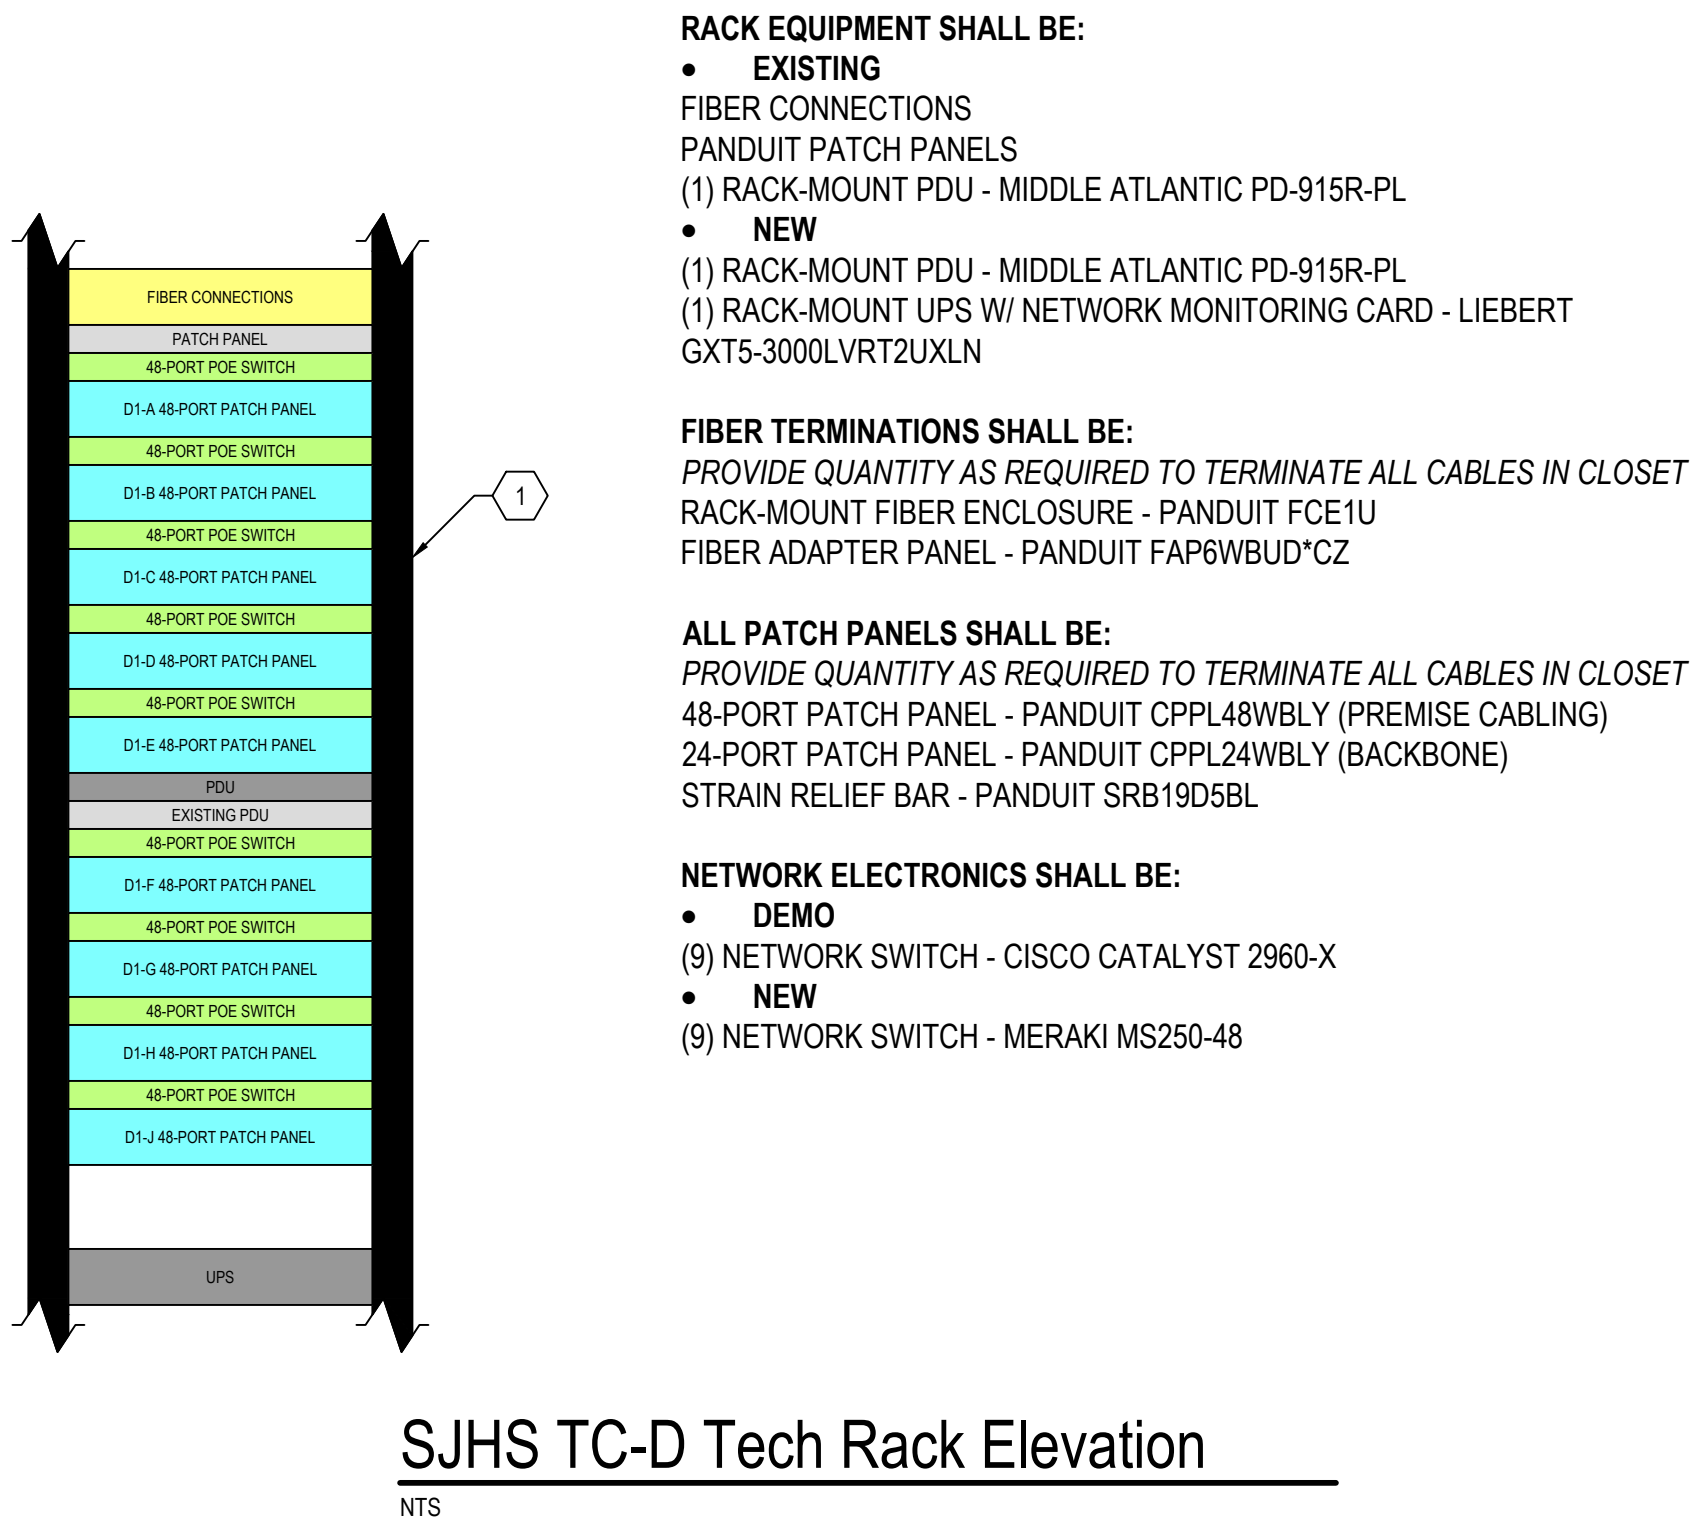 RACK EQUIPMENT SHALL BE:
• EXISTING
FIBER CONNECTIONS
PANDUIT PATCH PANELS
(1) RACK-MOUNT PDU - MIDDLE ATLANTIC PD-915R-PL
• NEW
(1) RACK-MOUNT PDU - MIDDLE ATLANTIC PD-915R-PL
(1) RACK-MOUNT UPS W/ NETWORK MONITORING CARD - LIEBERT
GXT5-3000LVRT2UXLN
FIBER TERMINATIONS SHALL BE:
PROVIDE QUANTITY AS REQUIRED TO TERMINATE ALL CABLES IN CLOSET
RACK-MOUNT FIBER ENCLOSURE - PANDUIT FCE1U
FIBER ADAPTER PANEL - PANDUIT FAP6WBUD*CZ
ALL PATCH PANELS SHALL BE:
PROVIDE QUANTITY AS REQUIRED TO TERMINATE ALL CABLES IN CLOSET
48-PORT PATCH PANEL - PANDUIT CPPL48WBLY (PREMISE CABLING)
24-PORT PATCH PANEL - PANDUIT CPPL24WBLY (BACKBONE)
STRAIN RELIEF BAR - PANDUIT SRB19D5BL
NETWORK ELECTRONICS SHALL BE:
• DEMO
(9) NETWORK SWITCH - CISCO CATALYST 2960-X
• NEW
(9) NETWORK SWITCH - MERAKI MS250-48
FIBER CONNECTIONS
PATCH PANEL
48-PORT POE SWITCH
D1-A 48-PORT PATCH PANEL
48-PORT POE SWITCH
D1-B 48-PORT PATCH PANEL
48-PORT POE SWITCH
D1-C 48-PORT PATCH PANEL
48-PORT POE SWITCH
D1-D 48-PORT PATCH PANEL
48-PORT POE SWITCH
D1-E 48-PORT PATCH PANEL
PDU
EXISTING PDU
48-PORT POE SWITCH
D1-F 48-PORT PATCH PANEL
48-PORT POE SWITCH
D1-G 48-PORT PATCH PANEL
48-PORT POE SWITCH
D1-H 48-PORT PATCH PANEL
48-PORT POE SWITCH
D1-J 48-PORT PATCH PANEL
UPS
1
SJHS TC-D Tech Rack Elevation
NTS